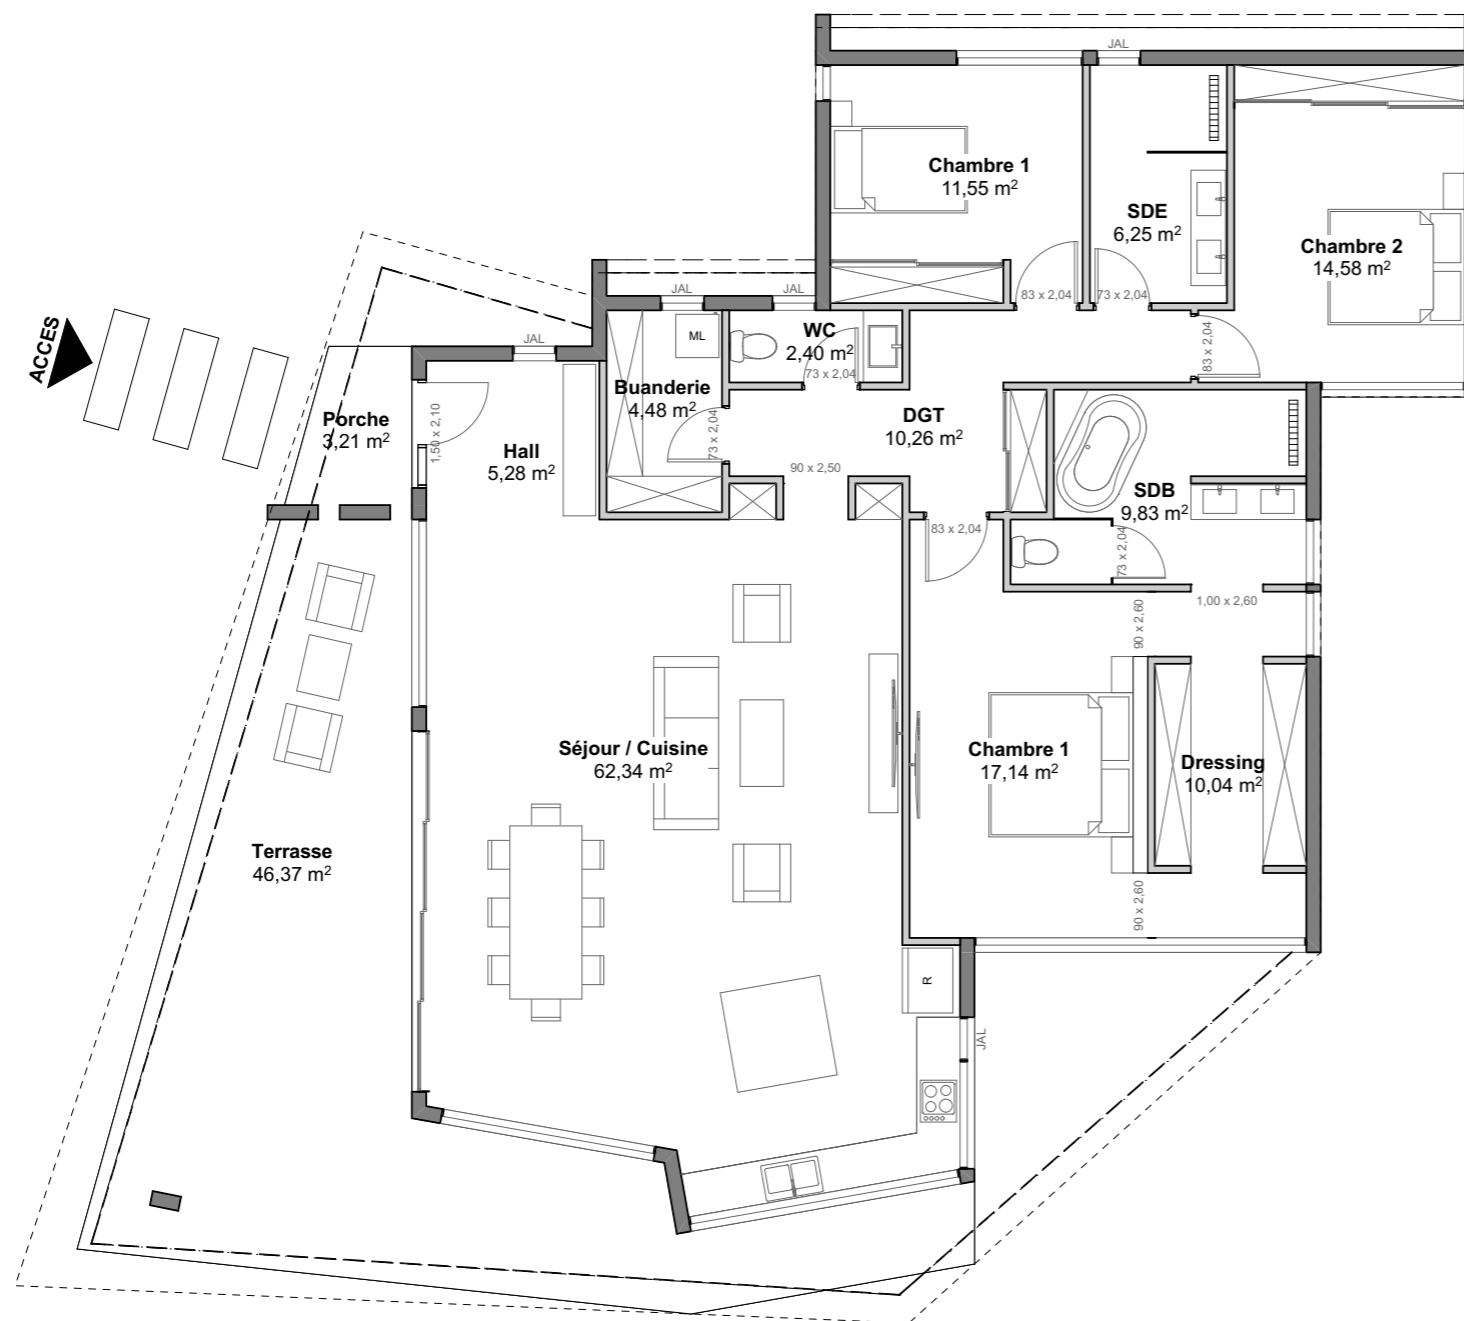 JAL
Chambre 1
11,55 m²
SDE
6,25 m²
Chambre 2
14,58 m²
83 x 2,04
73 x 2,04
83 x 2,04
JAL
JAL
JAL
ACCES
ML
WC
2,40 m²
73 x 2,04
Buanderie
4,48 m²
73 x 2,04
Porche
3,21 m²
1,50 x 2,10
Hall
5,28 m²
DGT
10,26 m²
90 x 2,50
SDB
9,83 m²
83 x 2,04
73 x 2,04
1,00 x 2,60
90 x 2,60
Séjour / Cuisine
62,34 m²
Chambre 1
17,14 m²
Dressing
10,04 m²
Terrasse
46,37 m²
90 x 2,60
R
JAL